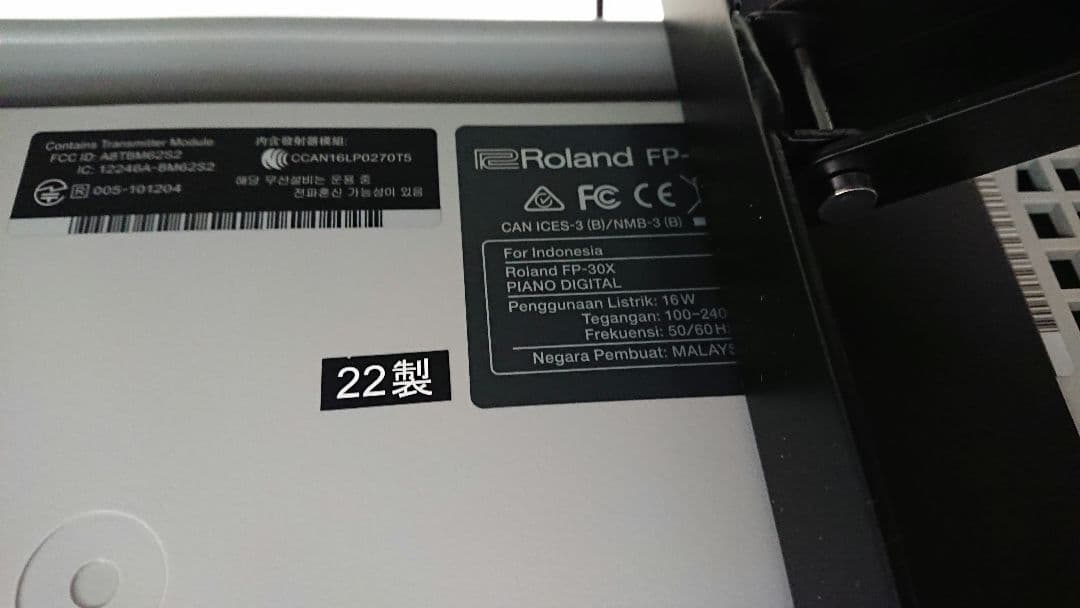 Contains Transmitter Module
FCC ID: A8TBM62S2
IC: 12246A-BM62S2
R 005-101204
內含發射器模組:
CCAN16LP0270T5
해당 무선설비는 운용 중
전파혼신 가능성이 있음
Roland FP-
FC CE
CAN ICES-3 (B)/NMB-3 (B)
For Indonesia
Roland FP-30X
PIANO DIGITAL
Penggunaan Listrik: 16W
Tegangan: 100-240
Frekuensi: 50/60 H
Negara Pembuat: MALAYS
22製